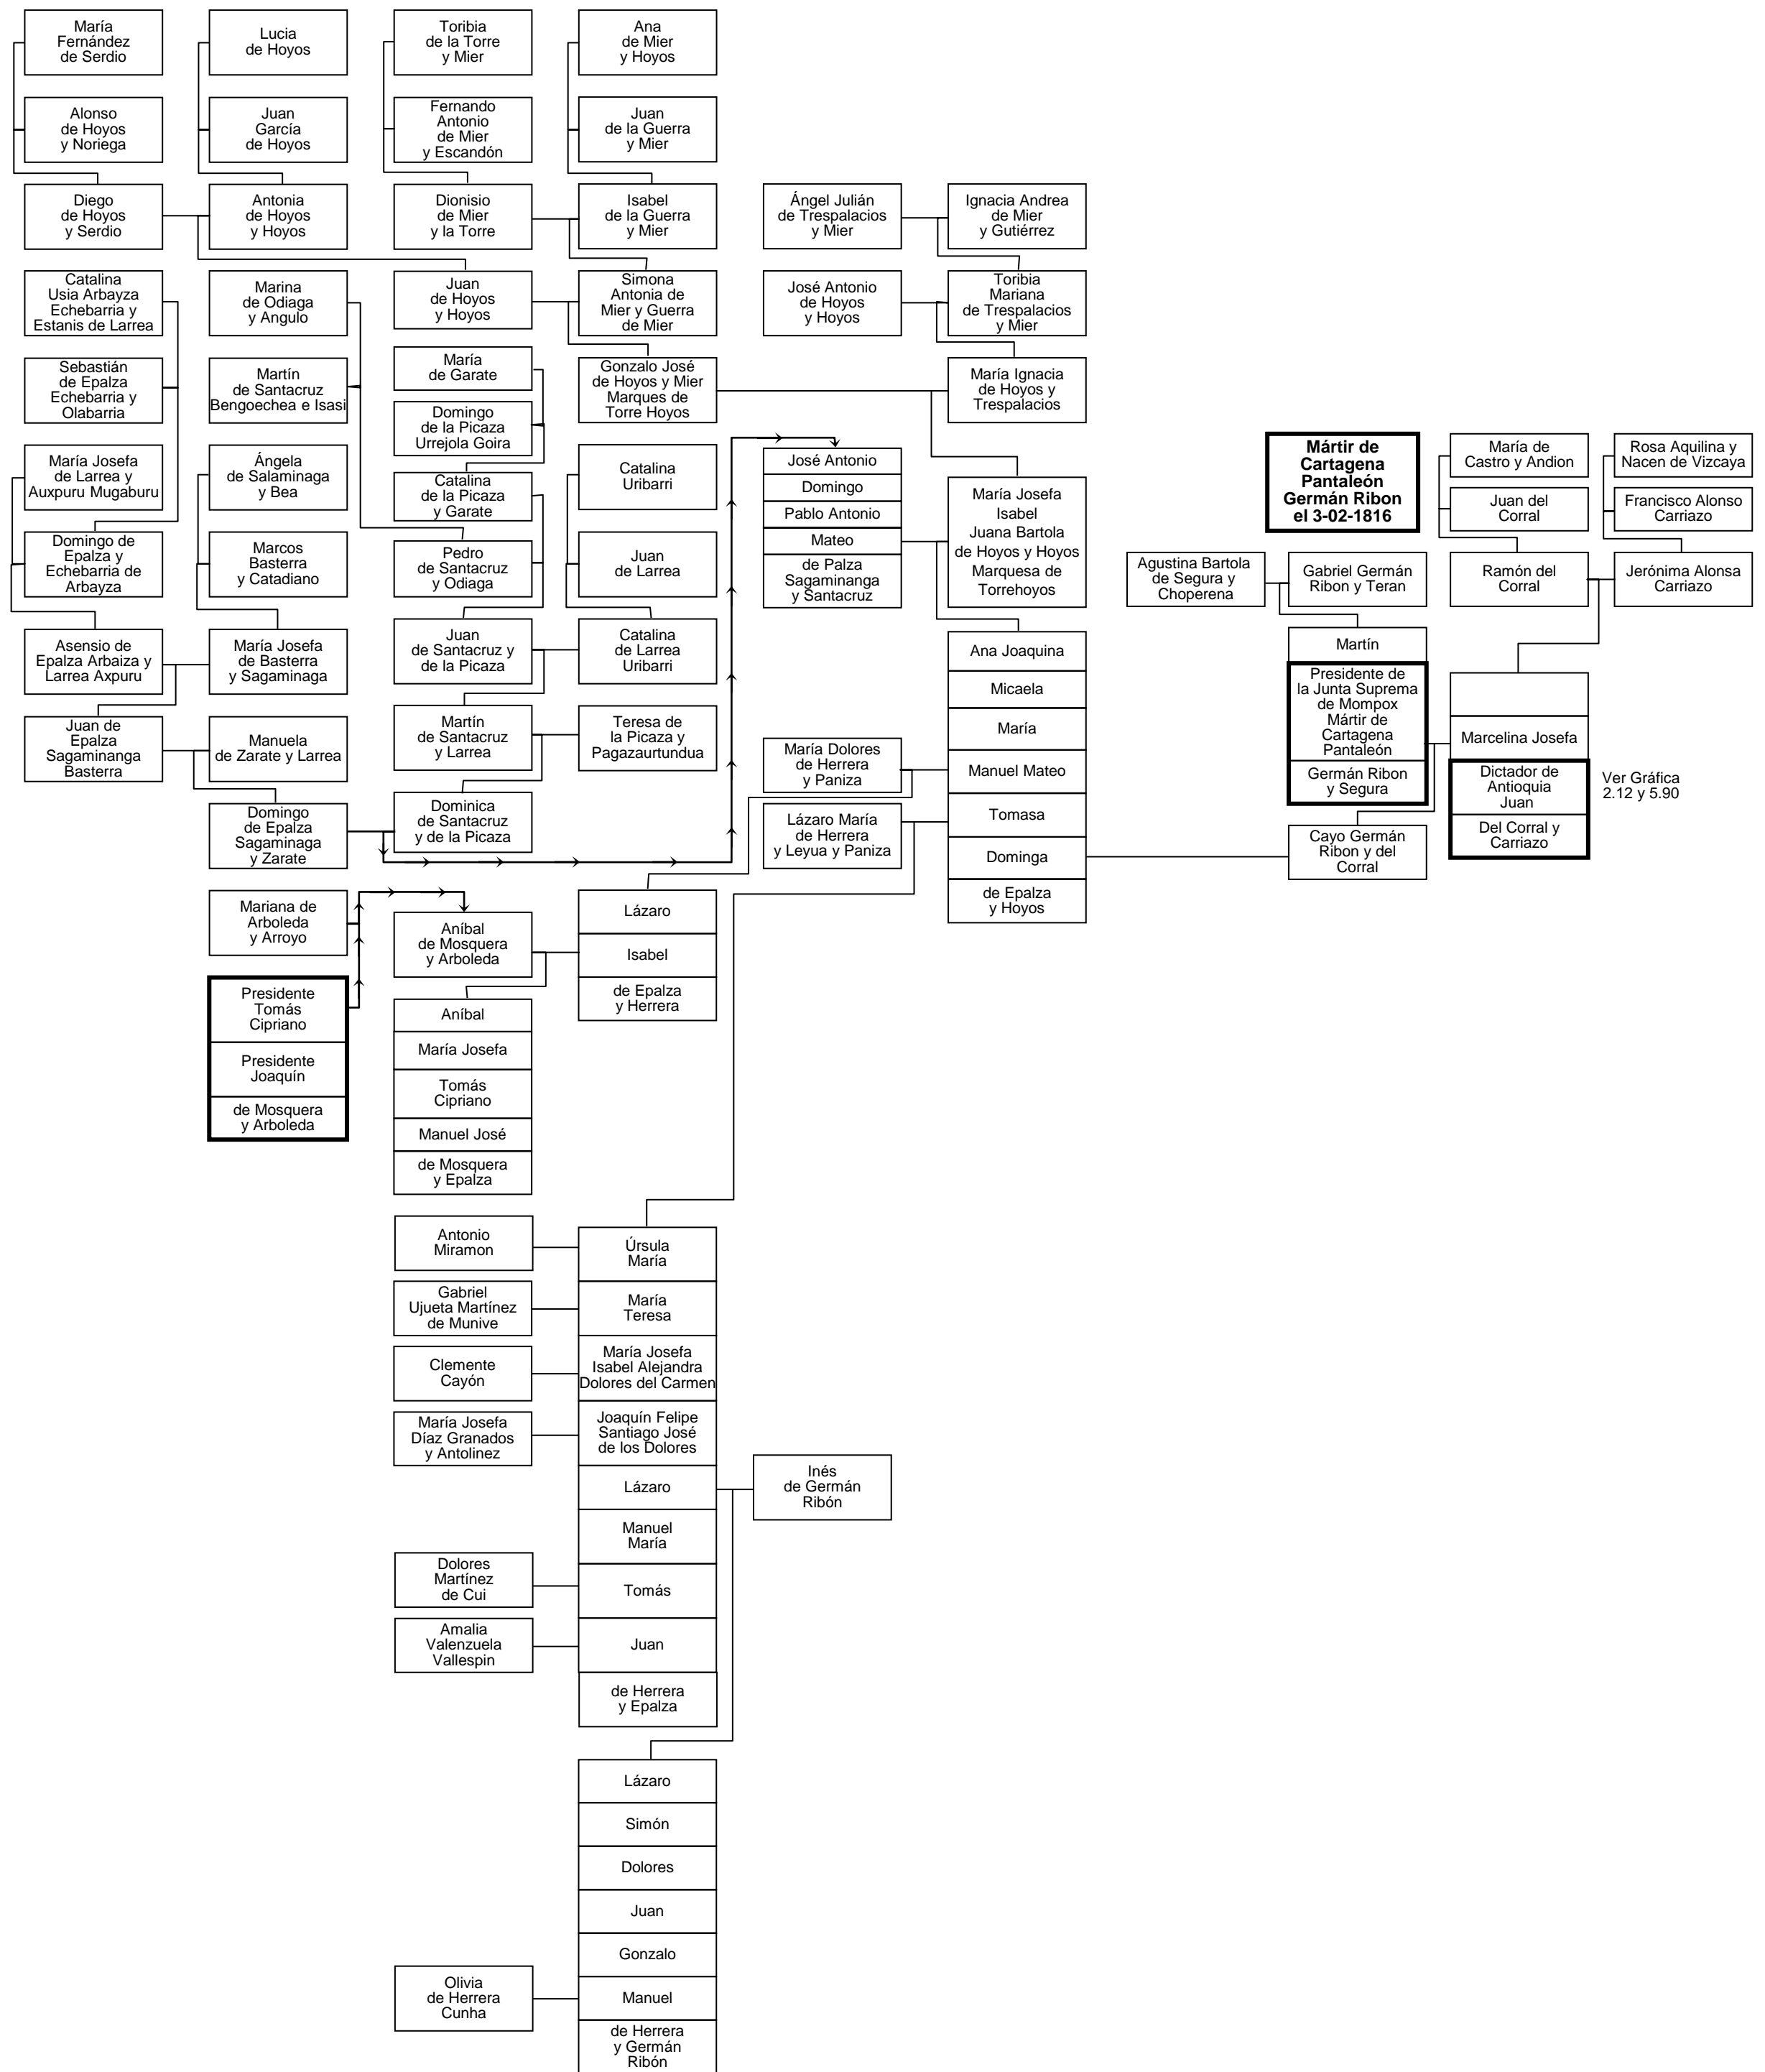 María
Fernández
de Serdio
Lucia
de Hoyos
Toribia
de la Torre
y Mier
Ana
de Mier
y Hoyos
Alonso
de Hoyos
y Noriega
Juan
García
de Hoyos
Fernando
Antonio
de Mier
y Escandón
Juan
de la Guerra
y Mier
Diego
de Hoyos
y Serdio
Antonia
de Hoyos
y Hoyos
Dionisio
de Mier
y la Torre
Isabel
de la Guerra
y Mier
Ángel Julián
de Trespalacios
y Mier
Ignacia Andrea
de Mier
y Gutiérrez
Catalina
Usia Arbayza
Echebarria y
Estanis de Larrea
Marina
de Odiaga
y Angulo
Juan
de Hoyos
y Hoyos
Simona
Antonia de
Mier y Guerra
de Mier
José Antonio
de Hoyos
y Hoyos
Toribia
Mariana
de Trespalacios
y Mier
Sebastián
de Epalza
Echebarria y
Olabarria
Martín
de Santacruz
Bengoechea e Isasi
María
de Garate
Domingo
de la Picaza
Urrejola Goira
Gonzalo José
de Hoyos y Mier
Marques de
Torre Hoyos
María Ignacia
de Hoyos y
Trespalacios
María Josefa
de Larrea y
Auxpuru Mugaburu
Ángela
de Salaminaga
y Bea
Catalina
de la Picaza
y Garate
Catalina
Uribarri
José Antonio
Domingo
Pablo Antonio
Mateo
de Palza
Sagaminanga
y Santacruz
María Josefa
Isabel
Juana Bartola
de Hoyos y Hoyos
Marquesa de
Torrehoyos
Mártir de
Cartagena
Pantaleón
Germán Ribon
el 3-02-1816
María de
Castro y Andion
Rosa Aquilina y
Nacen de Vizcaya
Juan del
Corral
Francisco Alonso
Carriazo
Domingo de
Epalza y
Echebarria de
Arbayza
Marcos
Basterra
y Catadiano
Pedro
de Santacruz
y Odiaga
Juan
de Larrea
Agustina Bartola
de Segura y
Choperena
Gabriel Germán
Ribon y Teran
Ramón del
Corral
Jerónima Alonsa
Carriazo
Asensio de
Epalza Arbaiza y
Larrea Axpuru
María Josefa
de Basterra
y Sagaminaga
Juan
de Santacruz y
de la Picaza
Catalina
de Larrea
Uribarri
Ana Joaquina
Micaela
María
Manuel Mateo
Tomasa
Dominga
de Epalza
y Hoyos
Martín
Presidente de
la Junta Suprema
de Mompox
Mártir de
Cartagena
Pantaleón
Germán Ribon
y Segura
Marcelina Josefa
Dictador de
Antioquia
Juan
Del Corral y
Carriazo
Ver Gráfica
2.12 y 5.90
Juan de
Epalza
Sagaminanga
Basterra
Manuela
de Zarate y Larrea
Martín
de Santacruz
y Larrea
Teresa de
la Picaza y
Pagazaurtundua
María Dolores
de Herrera
y Paniza
Domingo
de Epalza
Sagaminaga
y Zarate
Dominica
de Santacruz
y de la Picaza
Lázaro María
de Herrera
y Leyua y Paniza
Cayo Germán
Ribon y del
Corral
Mariana de
Arboleda
y Arroyo
Aníbal
de Mosquera
y Arboleda
Lázaro
Isabel
de Epalza
y Herrera
Presidente
Tomás
Cipriano
Presidente
Joaquín
de Mosquera
y Arboleda
Aníbal
María Josefa
Tomás
Cipriano
Manuel José
de Mosquera
y Epalza
Antonio
Miramon
Úrsula
María
Gabriel
Ujueta Martínez
de Munive
María
Teresa
Clemente
Cayón
María Josefa
Isabel Alejandra
Dolores del Carmen
María Josefa
Díaz Granados
y Antolinez
Joaquín Felipe
Santiago José
de los Dolores
Lázaro
Inés
de Germán
Ribón
Manuel
María
Dolores
Martínez
de Cui
Tomás
Amalia
Valenzuela
Vallespin
Juan
de Herrera
y Epalza
Lázaro
Simón
Dolores
Juan
Gonzalo
Olivia
de Herrera
Cunha
Manuel
de Herrera
y Germán
Ribón